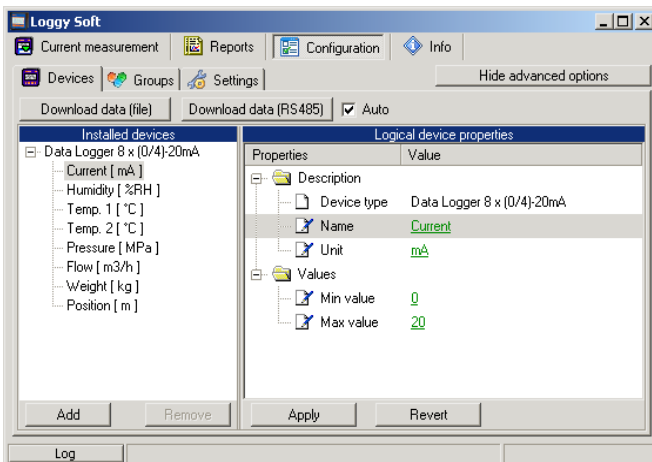 Loggy Soft
Current measurement Reports Configuration Info
Devices Groups Settings Hide advanced options
Download data (file) Download data (RS485) Auto
Installed devices
Data Logger 8 x (0/4)-20mA
Current [ mA ]
Humidity [ %RH ]
Temp. 1 [ °C ]
Temp. 2 [ °C ]
Pressure [ MPa ]
Flow [ m3/h ]
Weight [ kg ]
Position [ m ]
Add Remove
Logical device properties
Properties Value
Description
Device type Data Logger 8 x (0/4)-20mA
Name Current
Unit mA
Values
Min value 0
Max value 20
Apply Revert
Log